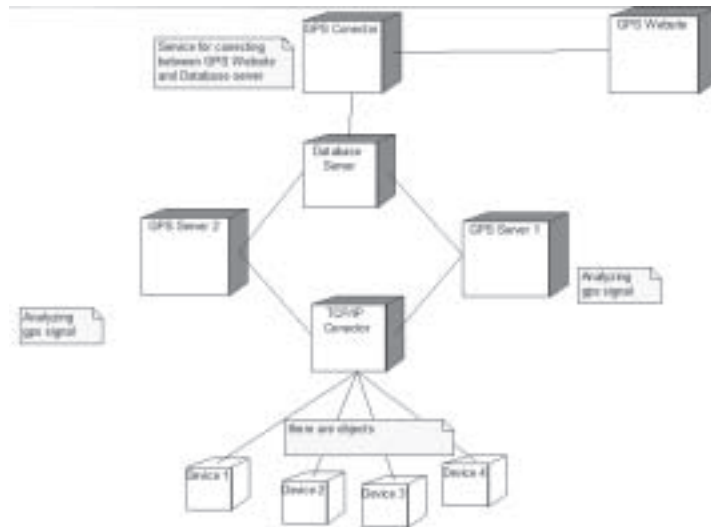 GPS Conector
GPS Website
Service for conecting
between GPS Website
and Database server
Database
Server
GPS Server 2
GPS Server 1
Analyzing
gps signal
Analyzing
gps signal
TCP/IP
Conector
there are objects
Device 1
Device 2
Device 3
Device 4